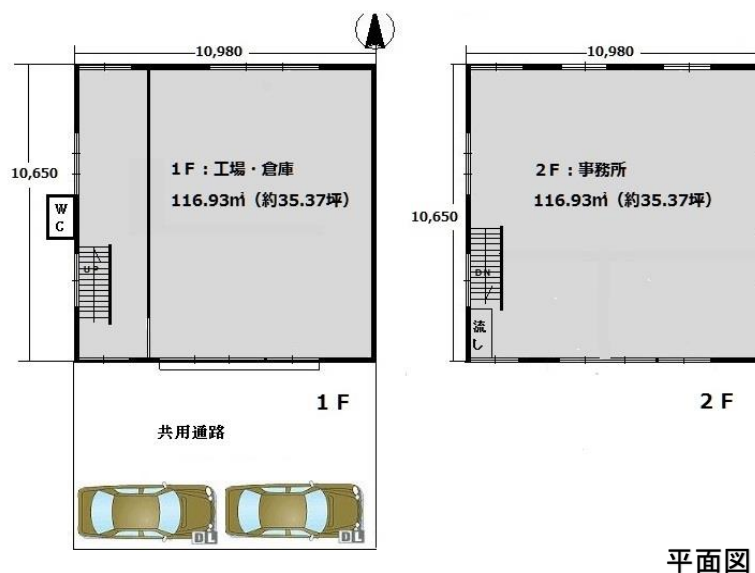 10,980
10,650
1F：工場・倉庫
116.93㎡（約35.37坪）
WC
UP
1F
共用通路
DL
DL
10,980
10,650
2F：事務所
116.93㎡（約35.37坪）
DN
流し
2F
平面図